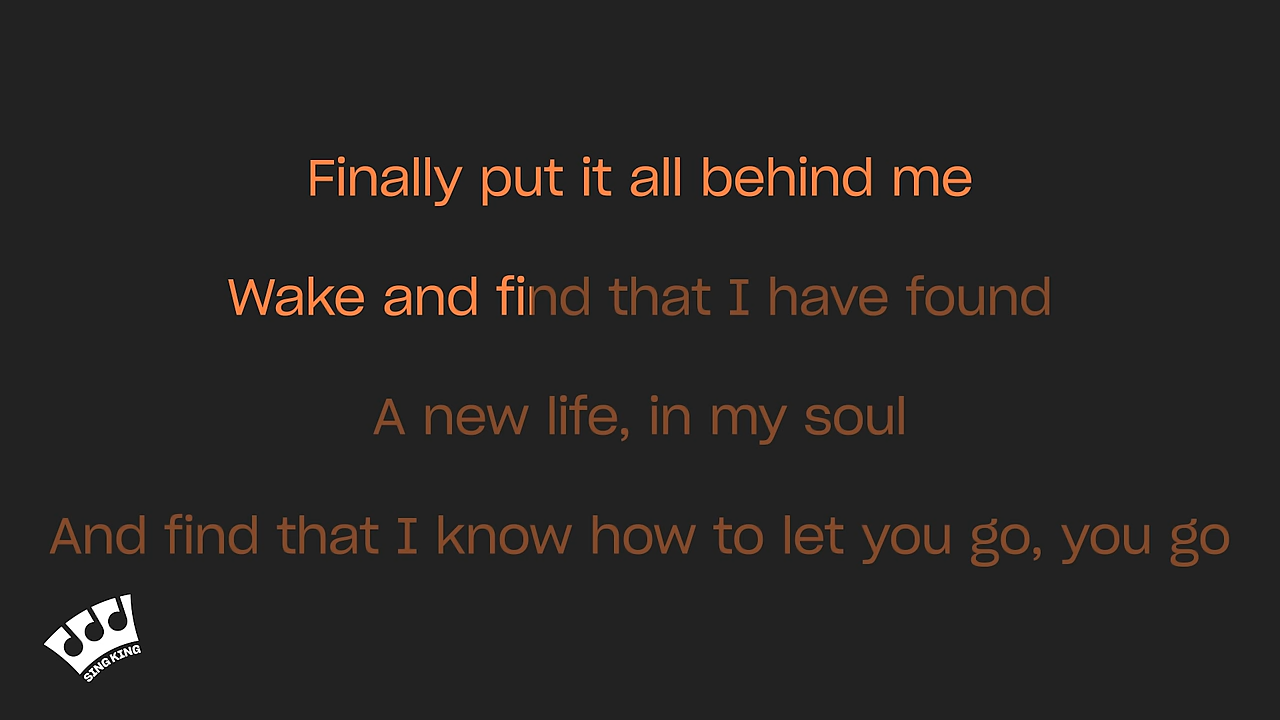 Finally put it all behind me
Wake and find that I have found
A new life, in my soul
And find that I know how to let you go, you go
SING KING